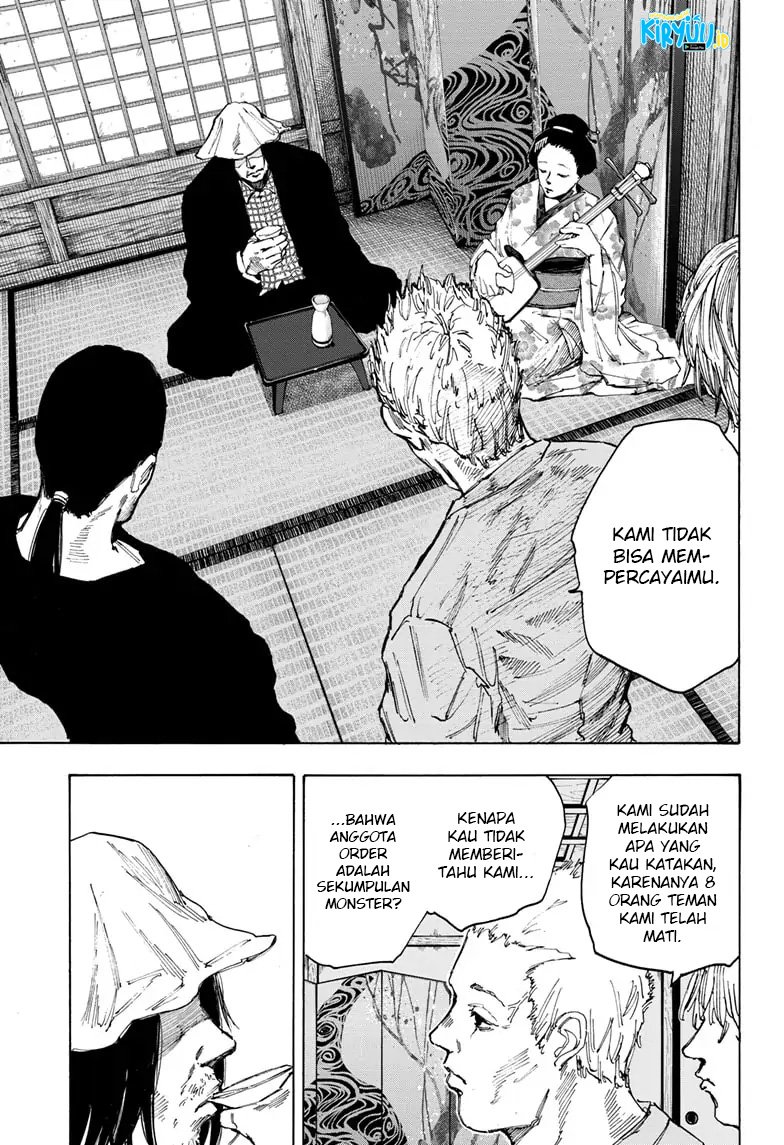 KIRYUU.ID
KAMI TIDAK
BISA MEM-
PERCAYAIMU.
KAMI SUDAH
MELAKUKAN
APA YANG
KAU KATAKAN,
KARENANYA 8
ORANG TEMAN
KAMI TELAH
MATI.
KENAPA
KAU TIDAK
MEMBERI-
TAHU KAMI...
...BAHWA
ANGGOTA
ORDER
ADALAH
SEKUMPULAN
MONSTER?